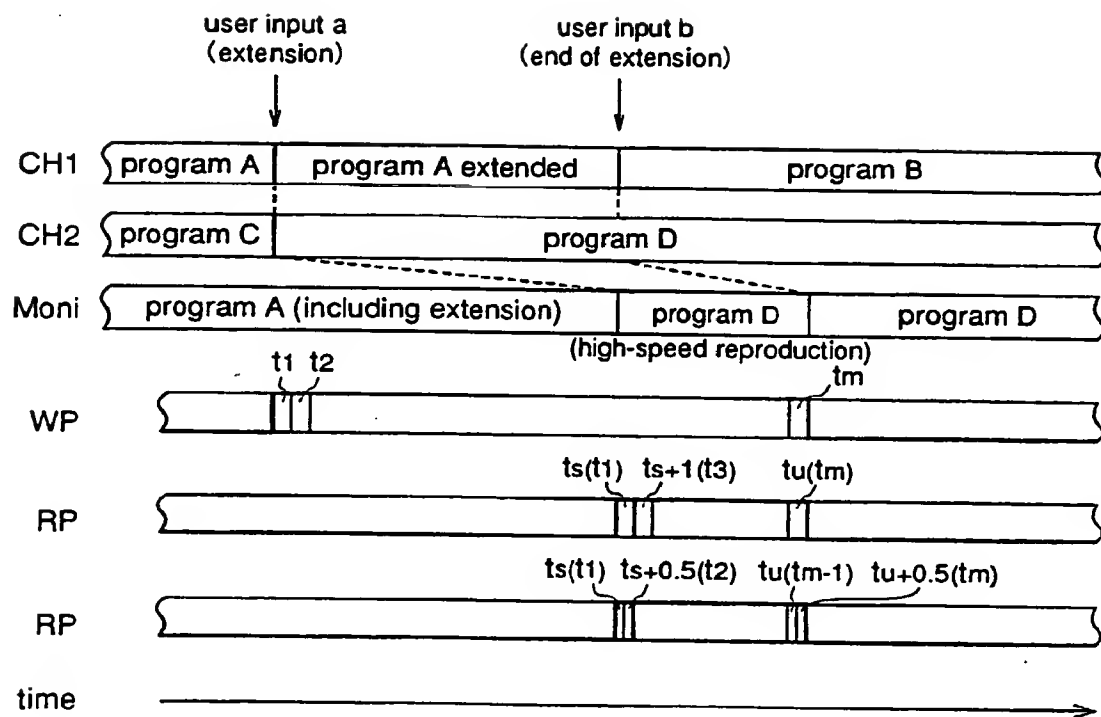 user input a
(extension)
user input b
(end of extension)
CH1 program A program A extended program B
CH2 program C program D
Moni program A (including extension) program D program D
(high-speed reproduction)
t1 t2 tm
WP
ts(t1) ts+1(t3) tu(tm)
RP
ts(t1) ts+0.5(t2) tu(tm-1) tu+0.5(tm)
RP
time